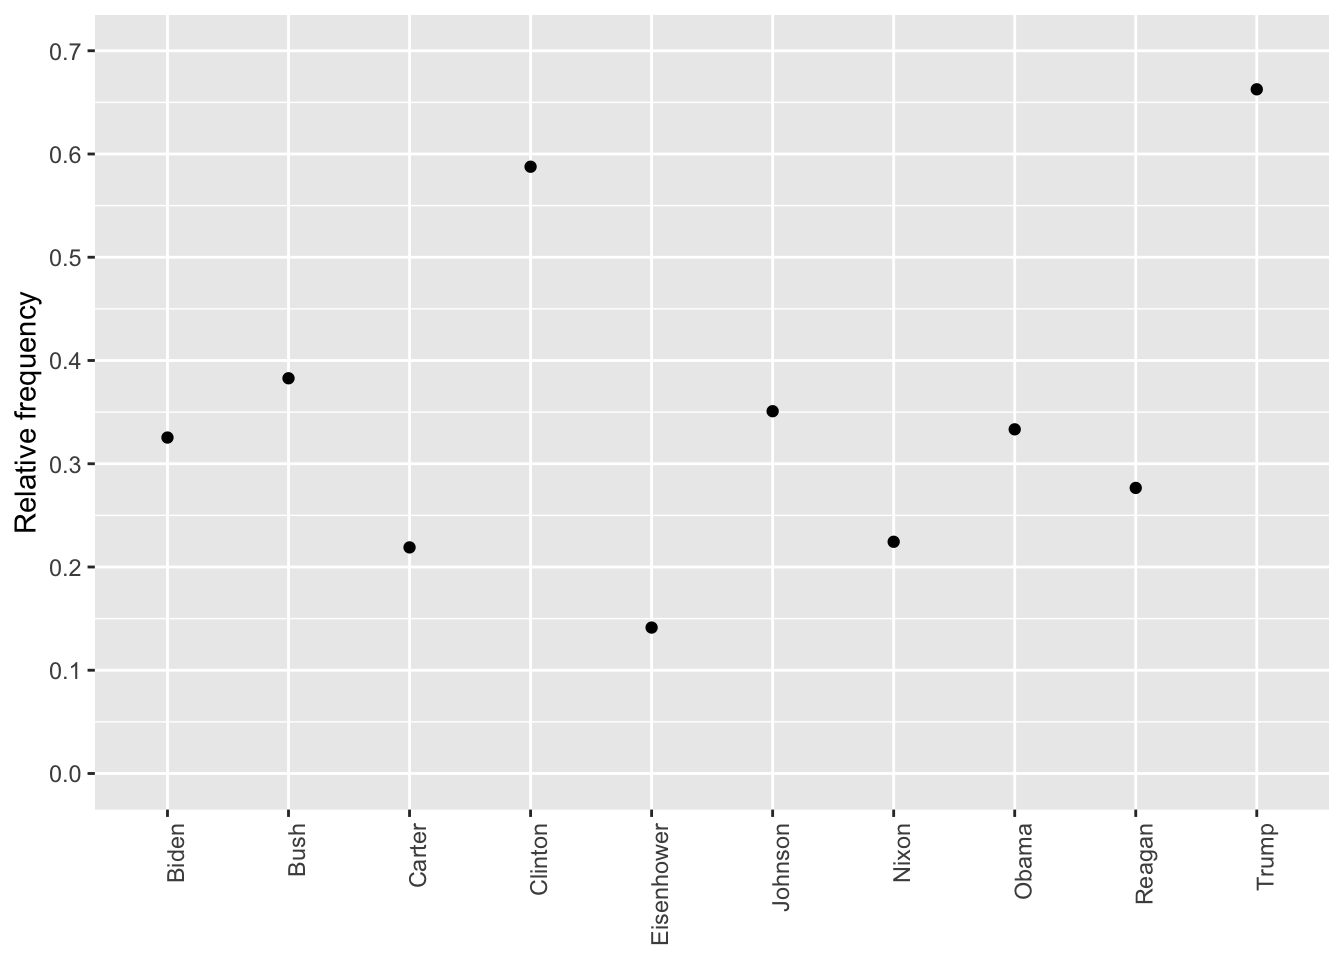 0.7
0.6
0.5
0.4
0.3
0.2
0.1
0.0
Relative frequency
Biden
Bush
Carter
Clinton
Eisenhower
Johnson
Nixon
Obama
Reagan
Trump